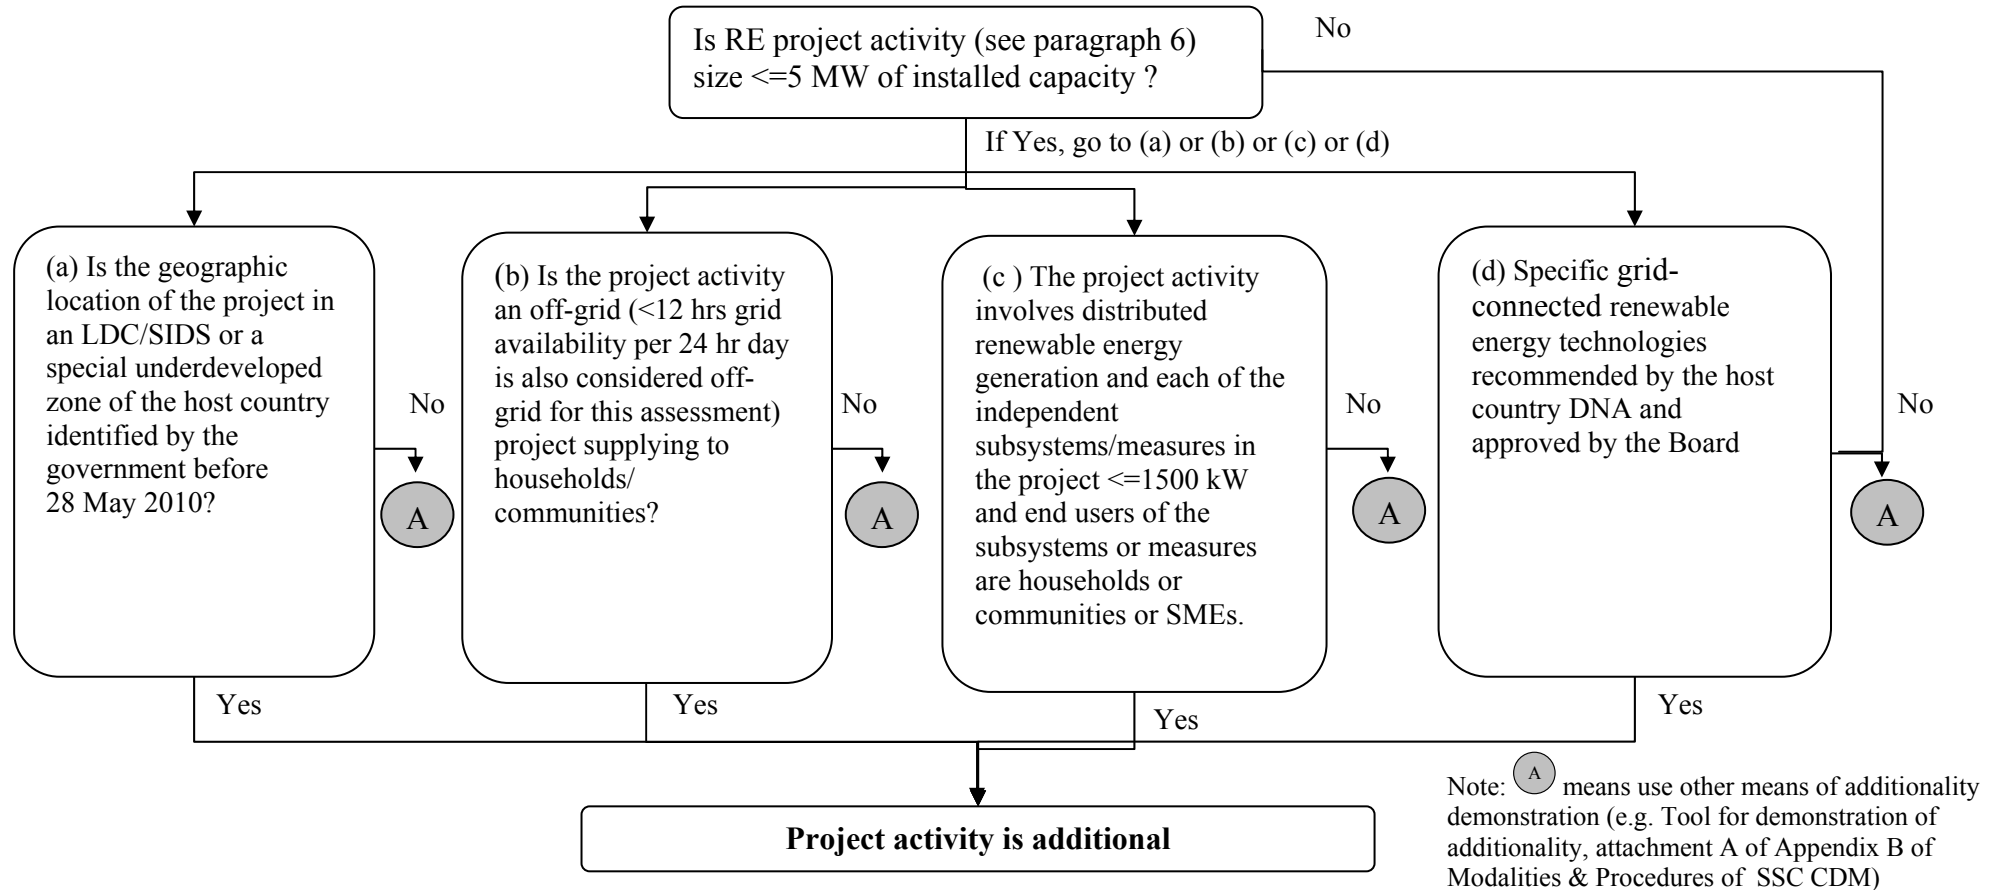 Is RE project activity (see paragraph 6)
size <=5 MW of installed capacity ?
No
If Yes, go to (a) or (b) or (c) or (d)
(a) Is the geographic
location of the project in
an LDC/SIDS or a
special underdeveloped
zone of the host country
identified by the
government before
28 May 2010?
No
A
(b) Is the project activity
an off-grid (<12 hrs grid
availability per 24 hr day
is also considered off-
grid for this assessment)
project supplying to
households/
communities?
No
A
(c ) The project activity
involves distributed
renewable energy
generation and each of the
independent
subsystems/measures in
the project <=1500 kW
and end users of the
subsystems or measures
are households or
communities or SMEs.
No
A
(d) Specific grid-
connected renewable
energy technologies
recommended by the host
country DNA and
approved by the Board
No
A
Yes
Yes
Yes
Yes
Project activity is additional
Note: A means use other means of additionality
demonstration (e.g. Tool for demonstration of
additionality, attachment A of Appendix B of
Modalities & Procedures of SSC CDM)